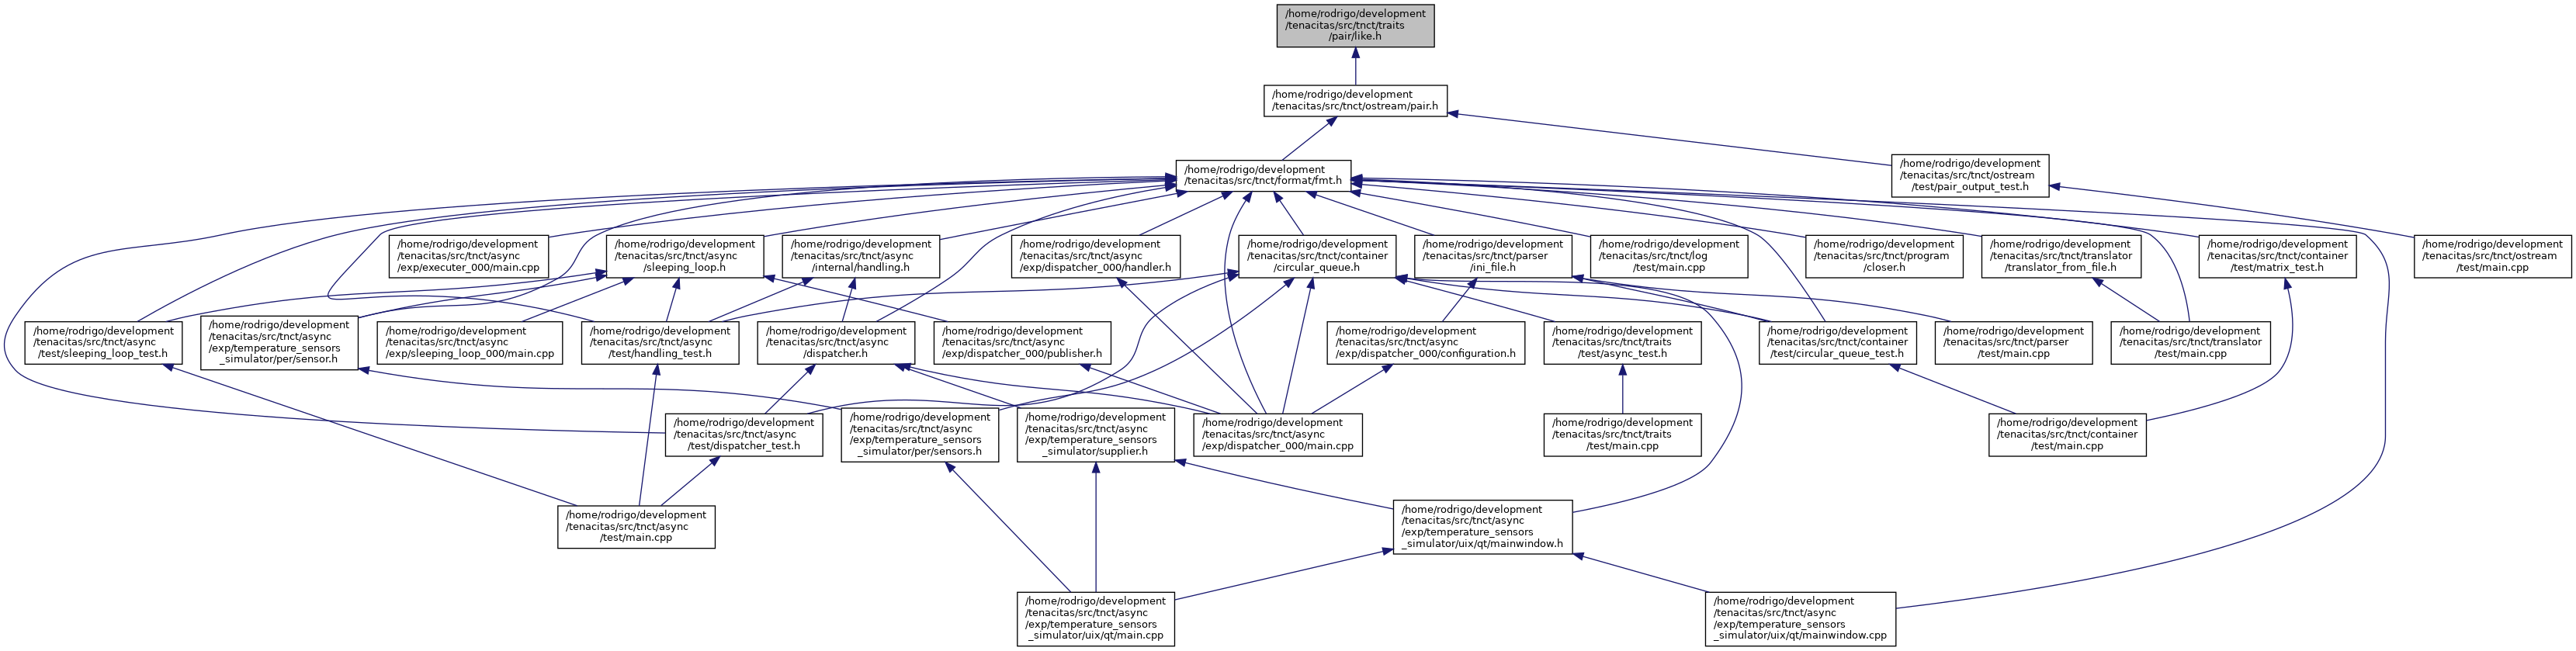 /home/rodrigo/development
/tenacitas/src/tnct/traits
/pair/like.h
/home/rodrigo/development
/tenacitas/src/tnct/ostream/pair.h
/home/rodrigo/development
/tenacitas/src/tnct/format/fmt.h
/home/rodrigo/development
/tenacitas/src/tnct/ostream
/test/pair_output_test.h
/home/rodrigo/development
/tenacitas/src/tnct/async
/exp/executer_000/main.cpp
/home/rodrigo/development
/tenacitas/src/tnct/async
/sleeping_loop.h
/home/rodrigo/development
/tenacitas/src/tnct/async
/internal/handling.h
/home/rodrigo/development
/tenacitas/src/tnct/async
/exp/dispatcher_000/handler.h
/home/rodrigo/development
/tenacitas/src/tnct/container
/circular_queue.h
/home/rodrigo/development
/tenacitas/src/tnct/parser
/ini_file.h
/home/rodrigo/development
/tenacitas/src/tnct/log
/test/main.cpp
/home/rodrigo/development
/tenacitas/src/tnct/program
/closer.h
/home/rodrigo/development
/tenacitas/src/tnct/translator
/translator_from_file.h
/home/rodrigo/development
/tenacitas/src/tnct/container
/test/matrix_test.h
/home/rodrigo/development
/tenacitas/src/tnct/ostream
/test/main.cpp
/home/rodrigo/development
/tenacitas/src/tnct/async
/test/sleeping_loop_test.h
/home/rodrigo/development
/tenacitas/src/tnct/async
/exp/temperature_sensors
_simulator/per/sensor.h
/home/rodrigo/development
/tenacitas/src/tnct/async
/exp/sleeping_loop_000/main.cpp
/home/rodrigo/development
/tenacitas/src/tnct/async
/test/handling_test.h
/home/rodrigo/development
/tenacitas/src/tnct/async
/dispatcher.h
/home/rodrigo/development
/tenacitas/src/tnct/async
/exp/dispatcher_000/publisher.h
/home/rodrigo/development
/tenacitas/src/tnct/async
/exp/dispatcher_000/configuration.h
/home/rodrigo/development
/tenacitas/src/tnct/traits
/test/async_test.h
/home/rodrigo/development
/tenacitas/src/tnct/container
/test/circular_queue_test.h
/home/rodrigo/development
/tenacitas/src/tnct/parser
/test/main.cpp
/home/rodrigo/development
/tenacitas/src/tnct/translator
/test/main.cpp
/home/rodrigo/development
/tenacitas/src/tnct/async
/test/dispatcher_test.h
/home/rodrigo/development
/tenacitas/src/tnct/async
/exp/temperature_sensors
_simulator/per/sensors.h
/home/rodrigo/development
/tenacitas/src/tnct/async
/exp/temperature_sensors
_simulator/supplier.h
/home/rodrigo/development
/tenacitas/src/tnct/async
/exp/dispatcher_000/main.cpp
/home/rodrigo/development
/tenacitas/src/tnct/traits
/test/main.cpp
/home/rodrigo/development
/tenacitas/src/tnct/container
/test/main.cpp
/home/rodrigo/development
/tenacitas/src/tnct/async
/test/main.cpp
/home/rodrigo/development
/tenacitas/src/tnct/async
/exp/temperature_sensors
_simulator/uix/qt/mainwindow.h
/home/rodrigo/development
/tenacitas/src/tnct/async
/exp/temperature_sensors
_simulator/uix/qt/main.cpp
/home/rodrigo/development
/tenacitas/src/tnct/async
/exp/temperature_sensors
_simulator/uix/qt/mainwindow.cpp